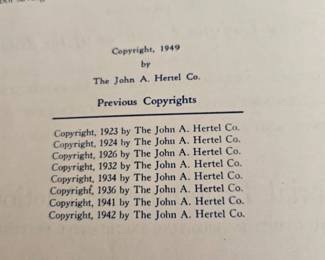 Copyright, 1949
by
The John A. Hertel Co.
Previous Copyrights
Copyright, 1923 by The John A. Hertel Co.
Copyright, 1924 by The John A. Hertel Co.
Copyright, 1926 by The John A. Hertel Co.
Copyright, 1932 by The John A. Hertel Co.
Copyright, 1934 by The John A. Hertel Co.
Copyright, 1936 by The John A. Hertel Co.
Copyright, 1941 by The John A. Hertel Co.
Copyright, 1942 by The John A. Hertel Co.